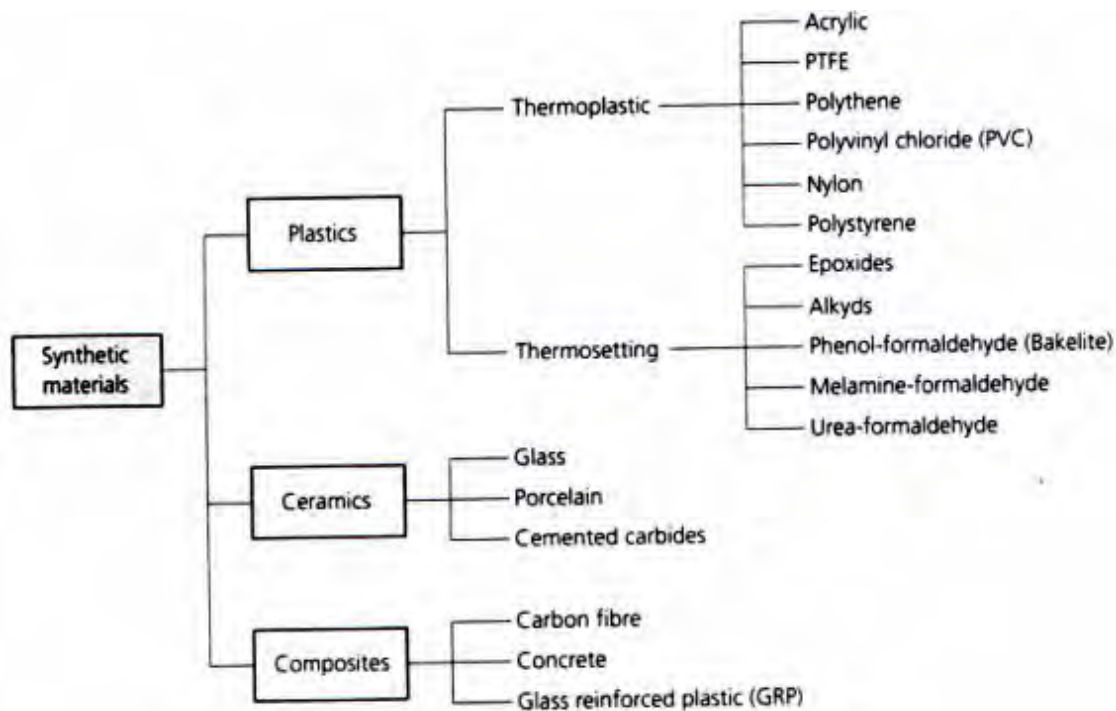 Acrylic
PTFE
Thermoplastic
Polythene
Polyvinyl chloride (PVC)
Nylon
Plastics
Polystyrene
Epoxides
Alkyds
Synthetic
materials
Thermosetting
Phenol-formaldehyde (Bakelite)
Melamine-formaldehyde
Urea-formaldehyde
Glass
Ceramics
Porcelain
Cemented carbides
Carbon fibre
Composites
Concrete
Glass reinforced plastic (GRP)